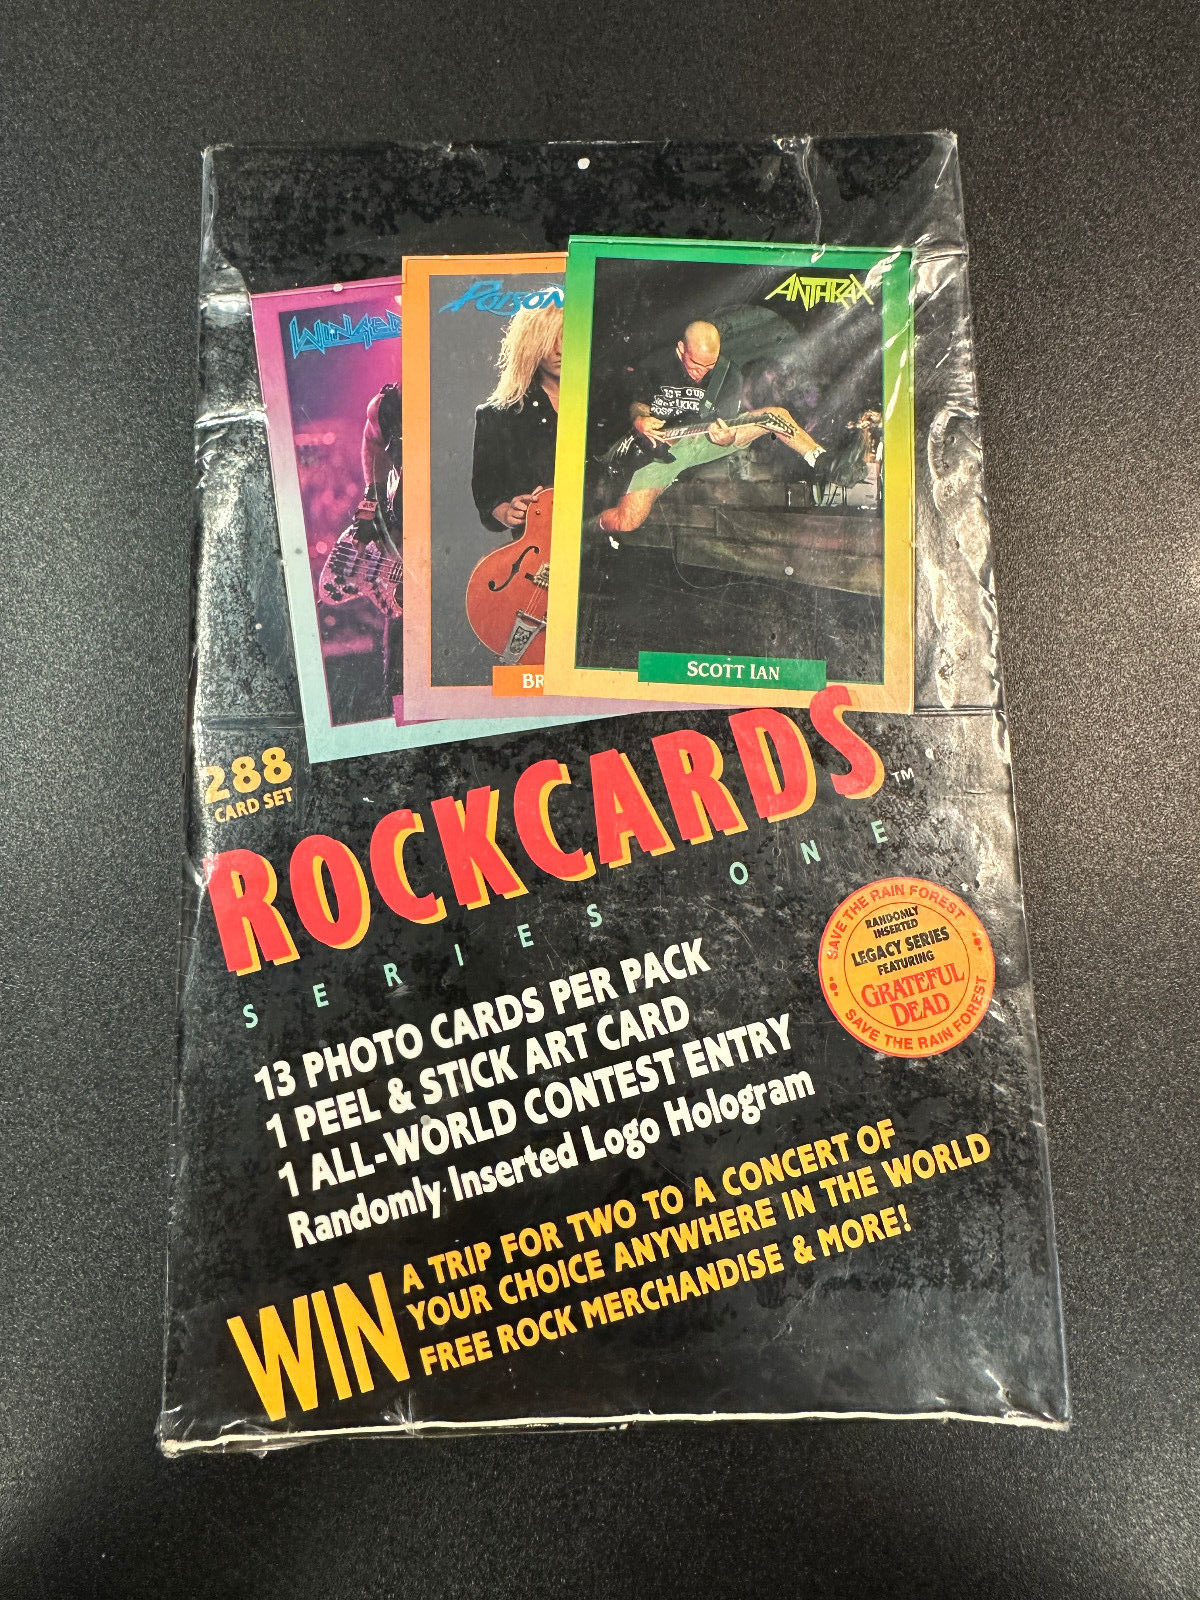 WINGER
POISON
ANTHRAX
BR
SCOTT IAN
288
CARD SET
ROCKCARDS™
SERIES ONE
SAVE THE RAIN FOREST
RANDOMLY
INSERTED
LEGACY SERIES
FEATURING
GRATEFUL
DEAD
SAVE THE RAIN FOREST
13 PHOTO CARDS PER PACK
1 PEEL & STICK ART CARD
1 ALL-WORLD CONTEST ENTRY
Randomly Inserted Logo Hologram
WIN
A TRIP FOR TWO TO A CONCERT OF
YOUR CHOICE ANYWHERE IN THE WORLD
FREE ROCK MERCHANDISE & MORE!